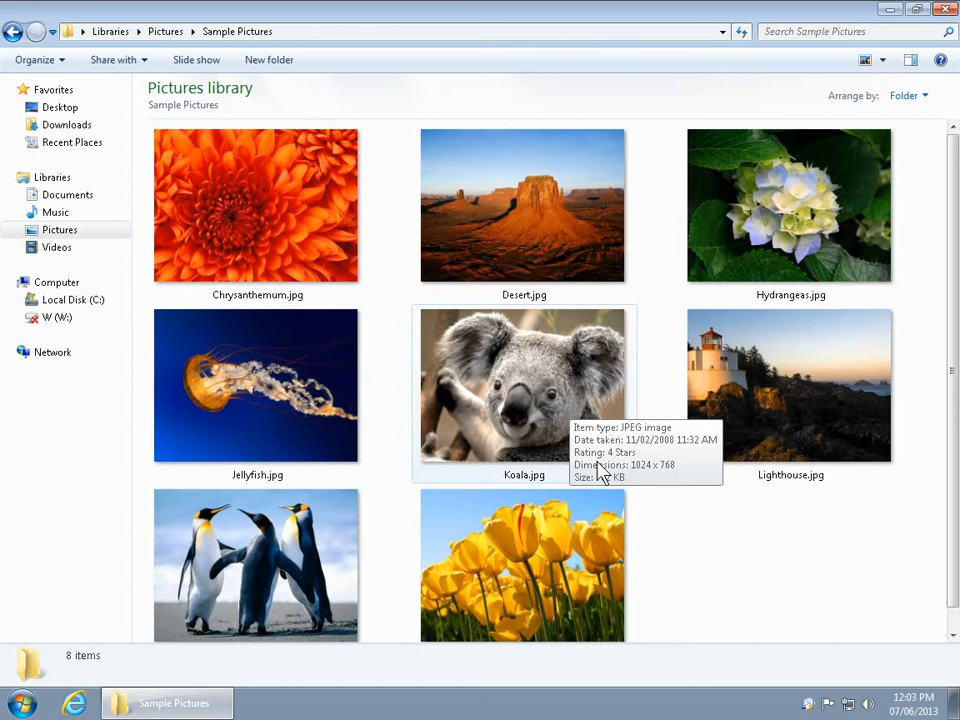 Libraries Pictures Sample Pictures
Search Sample Pictures
Organize Share with Slide show New folder
Favorites
Desktop
Downloads
Recent Places
Libraries
Documents
Music
Pictures
Videos
Computer
Local Disk (C:)
W (W:)
Network
Pictures library
Sample Pictures
Arrange by: Folder
Chrysanthemum.jpg
Desert.jpg
Hydrangeas.jpg
Jellyfish.jpg
Koala.jpg
Lighthouse.jpg
Item type: JPEG image
Date taken: 11/02/2008 11:32 AM
Rating: 4 Stars
Dimensions: 1024 x 768
Size: KB
8 items
Sample Pictures
12:03 PM
07/06/2013